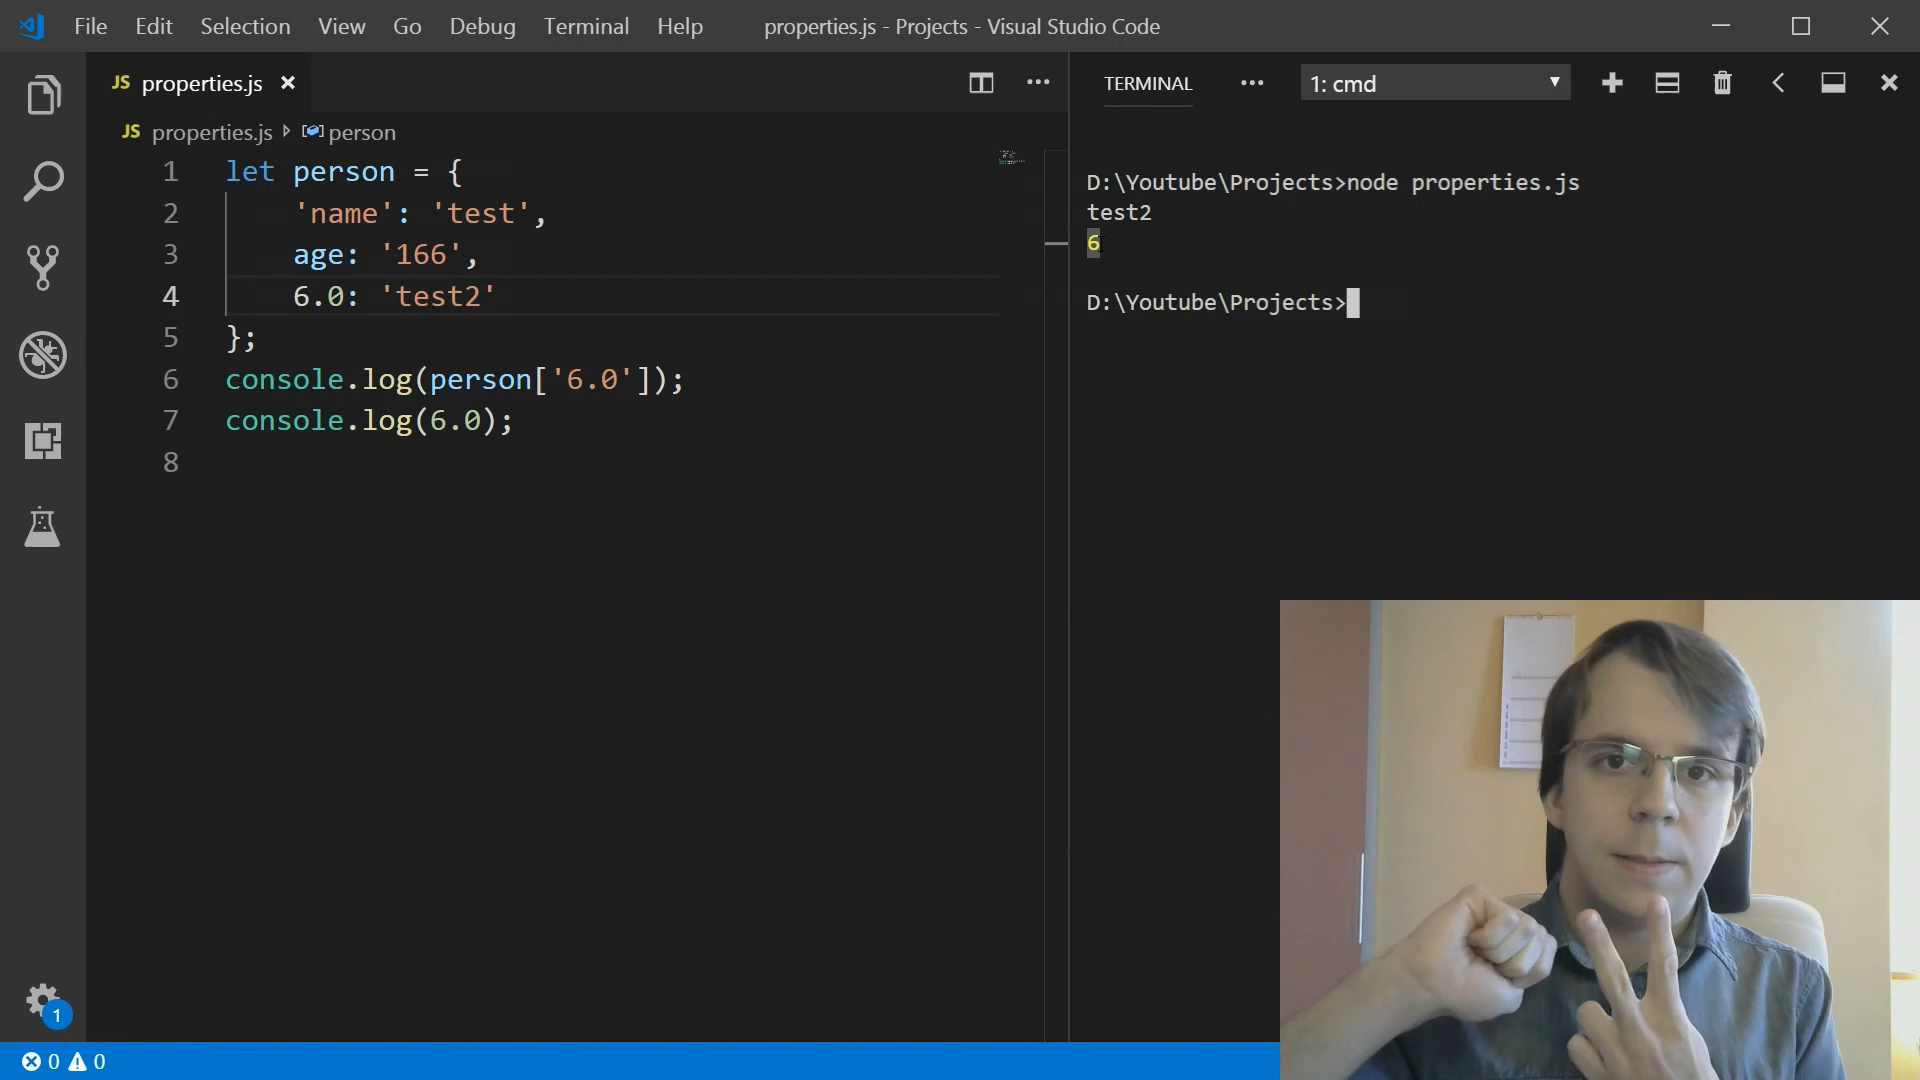 File Edit Selection View Go Debug Terminal Help properties.js - Projects - Visual Studio Code
JS properties.js
JS properties.js person
1 let person = {
2 'name': 'test',
3 age: '166',
4 6.0: 'test2'
5 };
6 console.log(person['6.0']);
7 console.log(6.0);
8
TERMINAL 1: cmd
D:\Youtube\Projects>node properties.js
test2
6
D:\Youtube\Projects>
1
0 0